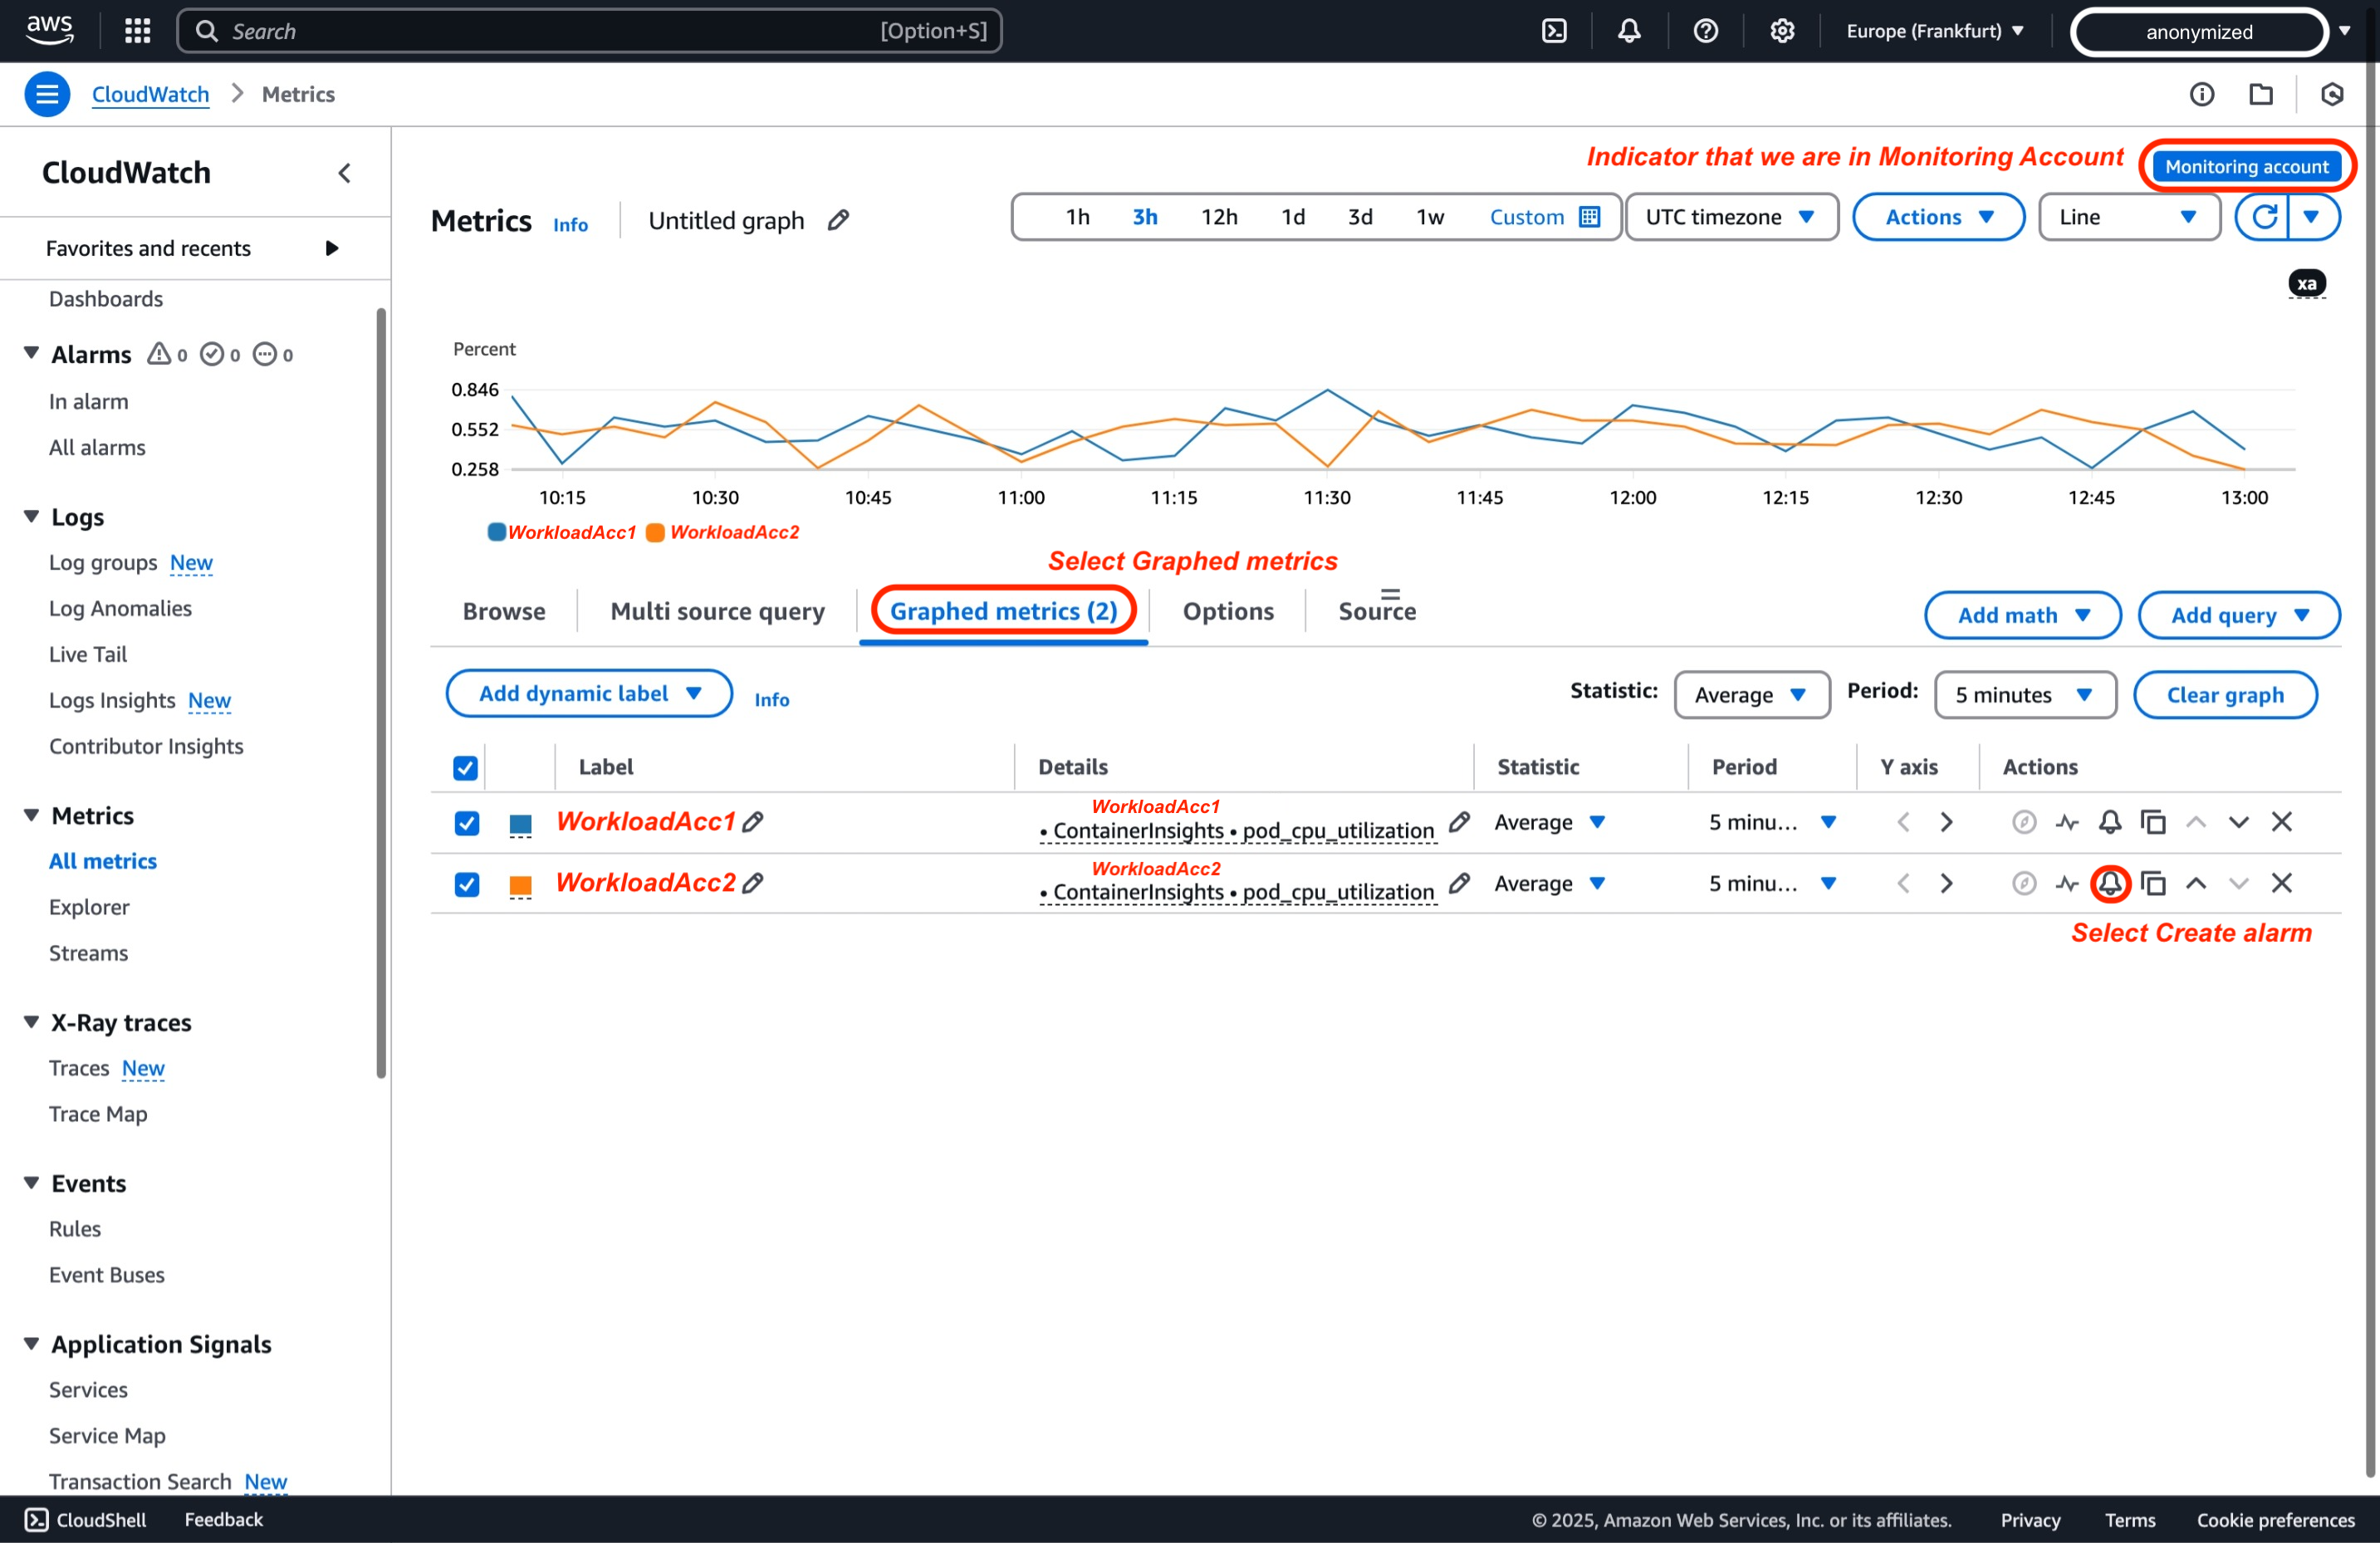 aws
Search [Option+S]
Europe (Frankfurt)
anonymized
CloudWatch
Metrics
CloudWatch
Favorites and recents
Dashboards
Alarms 0 0 0
In alarm
All alarms
Logs
Log groups New
Log Anomalies
Live Tail
Logs Insights New
Contributor Insights
Metrics
All metrics
Explorer
Streams
X-Ray traces
Traces New
Trace Map
Events
Rules
Event Buses
Application Signals
Services
Service Map
Transaction Search New
Indicator that we are in Monitoring Account
Monitoring account
Metrics Info Untitled graph
1h 3h 12h 1d 3d 1w Custom UTC timezone Actions Line
xa
Percent
0.846
0.552
0.258
10:15 10:30 10:45 11:00 11:15 11:30 11:45 12:00 12:15 12:30 12:45 13:00
WorkloadAcc1 WorkloadAcc2
Select Graphed metrics
Browse Multi source query Graphed metrics (2) Options Source Add math Add query
Add dynamic label Info Statistic: Average Period: 5 minutes Clear graph
Label Details Statistic Period Y axis Actions
WorkloadAcc1
WorkloadAcc1
• ContainerInsights • pod_cpu_utilization
Average 5 minu...
WorkloadAcc2
WorkloadAcc2
• ContainerInsights • pod_cpu_utilization
Average 5 minu...
Select Create alarm
CloudShell Feedback © 2025, Amazon Web Services, Inc. or its affiliates. Privacy Terms Cookie preferences